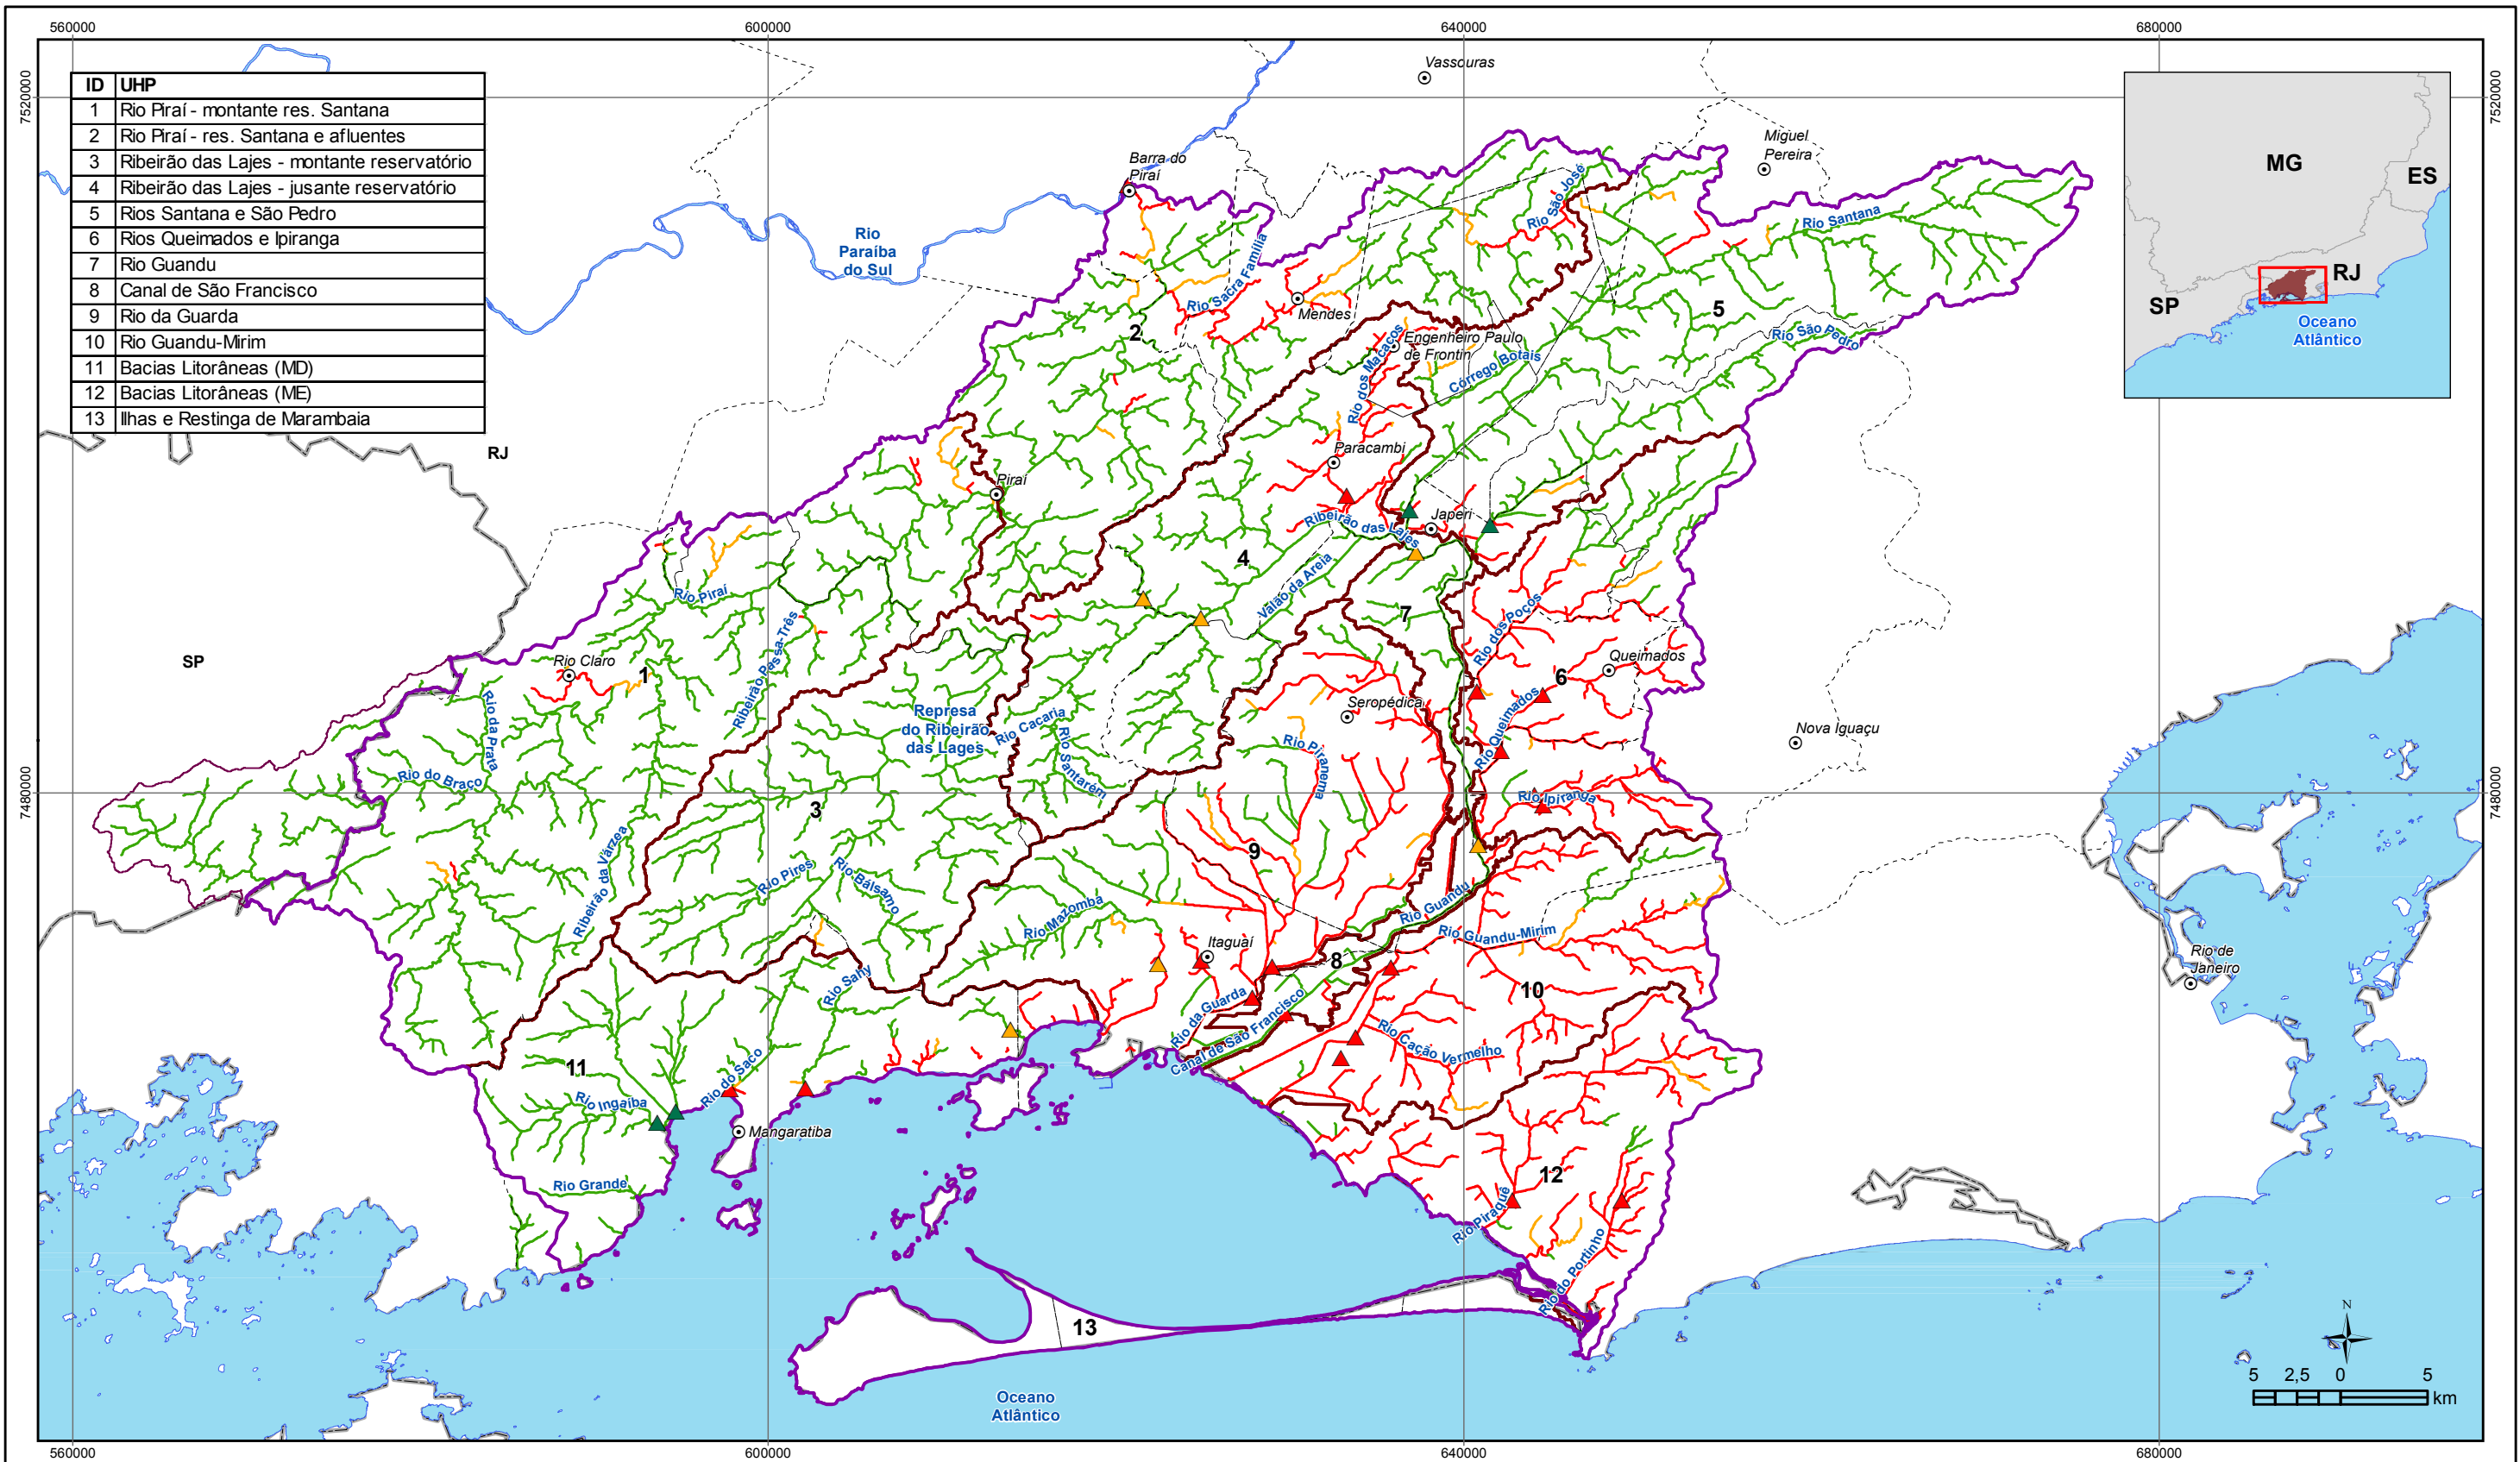 560000
600000
640000
680000
7520000
7520000
ID UHP
1 Rio Piraí - montante res. Santana
2 Rio Piraí - res. Santana e afluentes
3 Ribeirão das Lajes - montante reservatório
4 Ribeirão das Lajes - jusante reservatório
5 Rios Santana e São Pedro
6 Rios Queimados e Ipiranga
7 Rio Guandu
8 Canal de São Francisco
9 Rio da Guarda
10 Rio Guandu-Mirim
11 Bacias Litorâneas (MD)
12 Bacias Litorâneas (ME)
13 Ilhas e Restinga de Marambaia
MG
ES
RJ
SP
Oceano
Atlântico
Vassouras
Miguel
Pereira
Barra do
Piraí
Rio
Paraíba
do Sul
Rio São José
Rio Santana
Rio Sacra Família
Mendes
2
5
Rio São Pedro
Engenheiro Paulo
de Frontin
Rio dos Macacos
Córrego Botais
RJ
Paracambi
Piraí
Ribeirão das Lajes
Japeri
4
Valão da Areia
7
Rio Piraí
Ribeirão Passa-Três
Rio dos Poços
SP
Rio Claro
1
Queimados
6
Rio da Prata
Represa
do Ribeirão
das Lages
Rio Cacaria
Rio Santarém
Seropédica
Rio Queimados
Nova Iguaçu
Rio Piranema
Rio do Braço
7480000
7480000
3
Rio Ipiranga
Ribeirão da Várzea
9
Rio Pires
Rio Bálsamo
Rio Mazomba
Rio Guandu
Rio Guandu-Mirim
Itaguaí
8
Rio de
Janeiro
Rio Sahy
10
Rio da Guarda
Canal de São Francisco
Rio Cação Vermelho
11
Rio do Saco
Rio Ingaíba
Mangaratiba
Rio Grande
12
Rio Piraquê
Rio do Portinho
13
Oceano
Atlântico
N
5 2,5 0 5
km
560000
600000
640000
680000